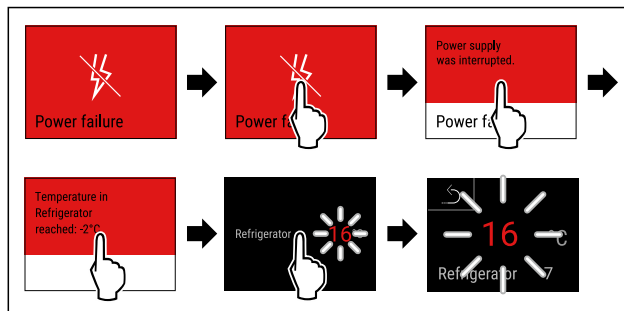 Power failure
Power fa
Power supply
was interrupted.
Power fa
Temperature in
Refrigerator
reached: -2°C
Refrigerator 16°C
16 °C
Refrigerator 7